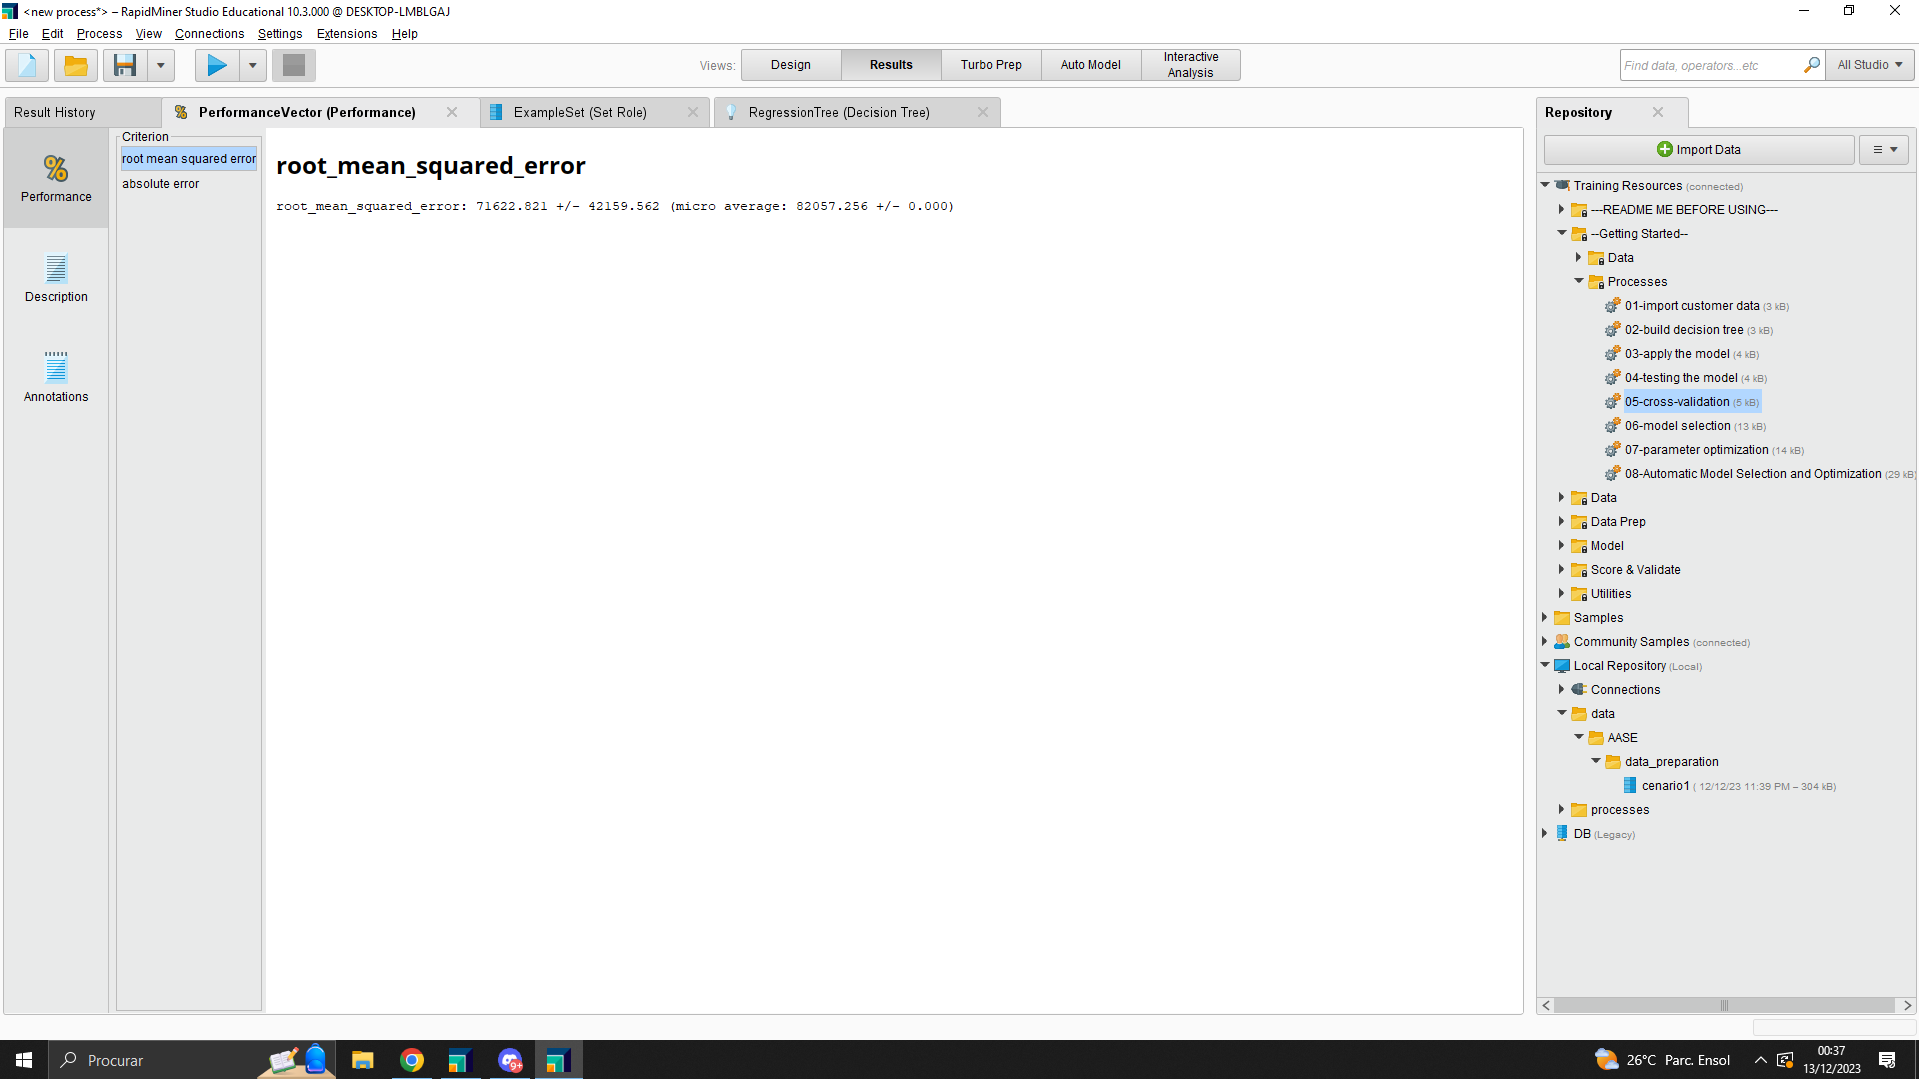 <new process*> – RapidMiner Studio Educational 10.3.000 @ DESKTOP-LMBLGAJ
File Edit Process View Connections Settings Extensions Help
Views: Design Results Turbo Prep Auto Model Interactive Analysis
Find data, operators...etc All Studio
Result History PerformanceVector (Performance) ExampleSet (Set Role) RegressionTree (Decision Tree)
Repository
Performance
Description
Annotations
Criterion
root mean squared error
absolute error
root_mean_squared_error
root_mean_squared_error: 71622.821 +/- 42159.562 (micro average: 82057.256 +/- 0.000)
Import Data
Training Resources (connected)
---README ME BEFORE USING---
--Getting Started--
Data
Processes
01-import customer data (3 kB)
02-build decision tree (3 kB)
03-apply the model (4 kB)
04-testing the model (4 kB)
05-cross-validation (5 kB)
06-model selection (13 kB)
07-parameter optimization (14 kB)
08-Automatic Model Selection and Optimization (29 kB)
Data
Data Prep
Model
Score & Validate
Utilities
Samples
Community Samples (connected)
Local Repository (Local)
Connections
data
AASE
data_preparation
cenario1 ( 12/12/23 11:39 PM – 304 kB)
processes
DB (Legacy)
Procurar
9+
26°C Parc. Ensol
00:37
13/12/2023